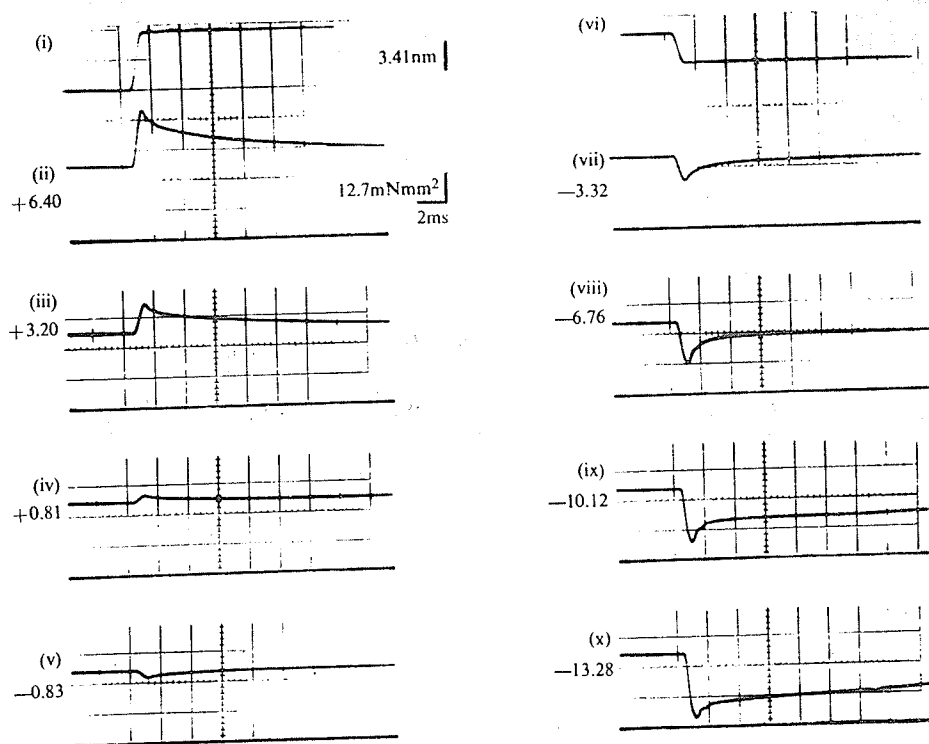 (i)
3.41nm
(ii)
+6.40
12.7mNmm²
2ms
(iii)
+3.20
(iv)
+0.81
(v)
—0.83
(vi)
(vii)
—3.32
(viii)
—6.76
(ix)
—10.12
(x)
—13.28